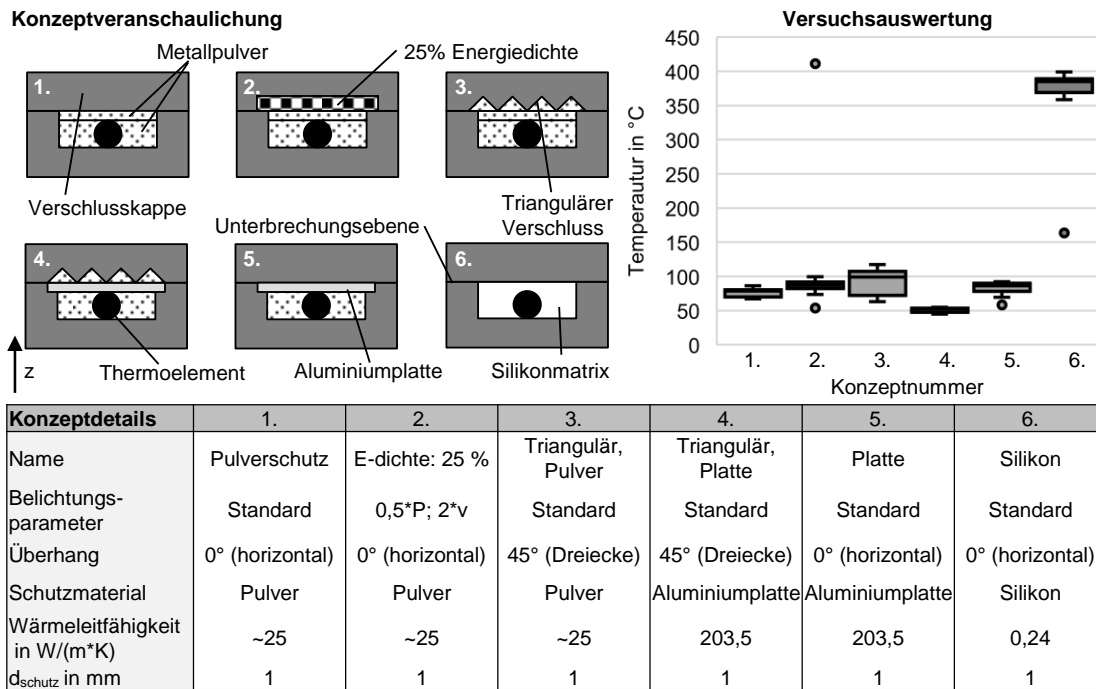 Konzeptveranschaulichung
Metallpulver
25% Energiedichte
1.
2.
3.
Verschlusskappe
Unterbrechungsebene
Triangulärer
Verschluss
4.
5.
6.
z
Thermoelement
Aluminiumplatte
Silikonmatrix
Versuchsauswertung
Temperautur in °C
450
400
350
300
250
200
150
100
50
0
1. 2. 3. 4. 5. 6.
Konzeptnummer
Konzeptdetails 1. 2. 3. 4. 5. 6.
Name Pulverschutz E-dichte: 25 % Triangulär, Pulver Triangulär, Platte Platte Silikon
Belichtungs-parameter Standard 0,5*P; 2*v Standard Standard Standard Standard
Überhang 0° (horizontal) 0° (horizontal) 45° (Dreiecke) 45° (Dreiecke) 0° (horizontal) 0° (horizontal)
Schutzmaterial Pulver Pulver Pulver Aluminiumplatte Aluminiumplatte Silikon
Wärmeleitfähigkeit in W/(m*K) ~25 ~25 ~25 203,5 203,5 0,24
dschutz in mm 1 1 1 1 1 1